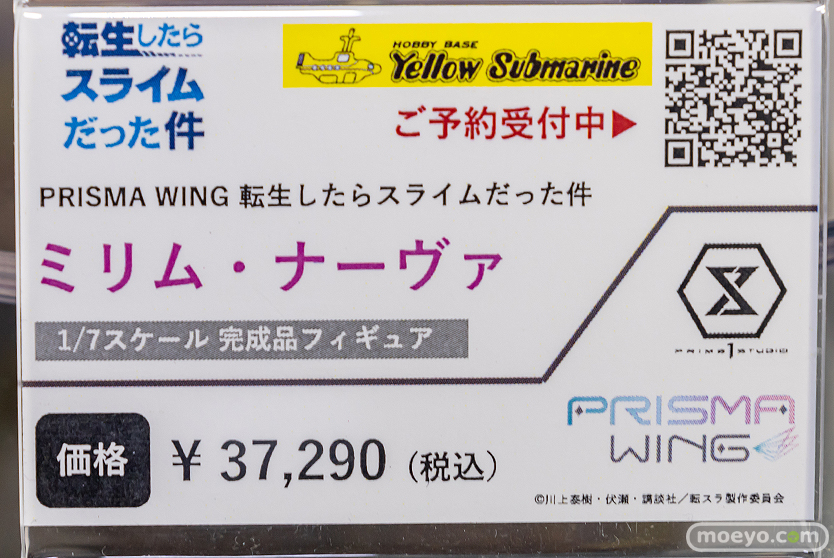 転生したら
スライム
だった件
HOBBY BASE
Yellow Submarine
ご予約受付中▶
PRISMA WING 転生したらスライムだった件
ミリム・ナーヴァ
1/7スケール 完成品フィギュア
PRIME 1 STUDIO
価格
¥ 37,290 (税込)
PRISMA
WING
©川上泰樹・伏瀬・講談社／転スラ製作委員会
moeyo.com